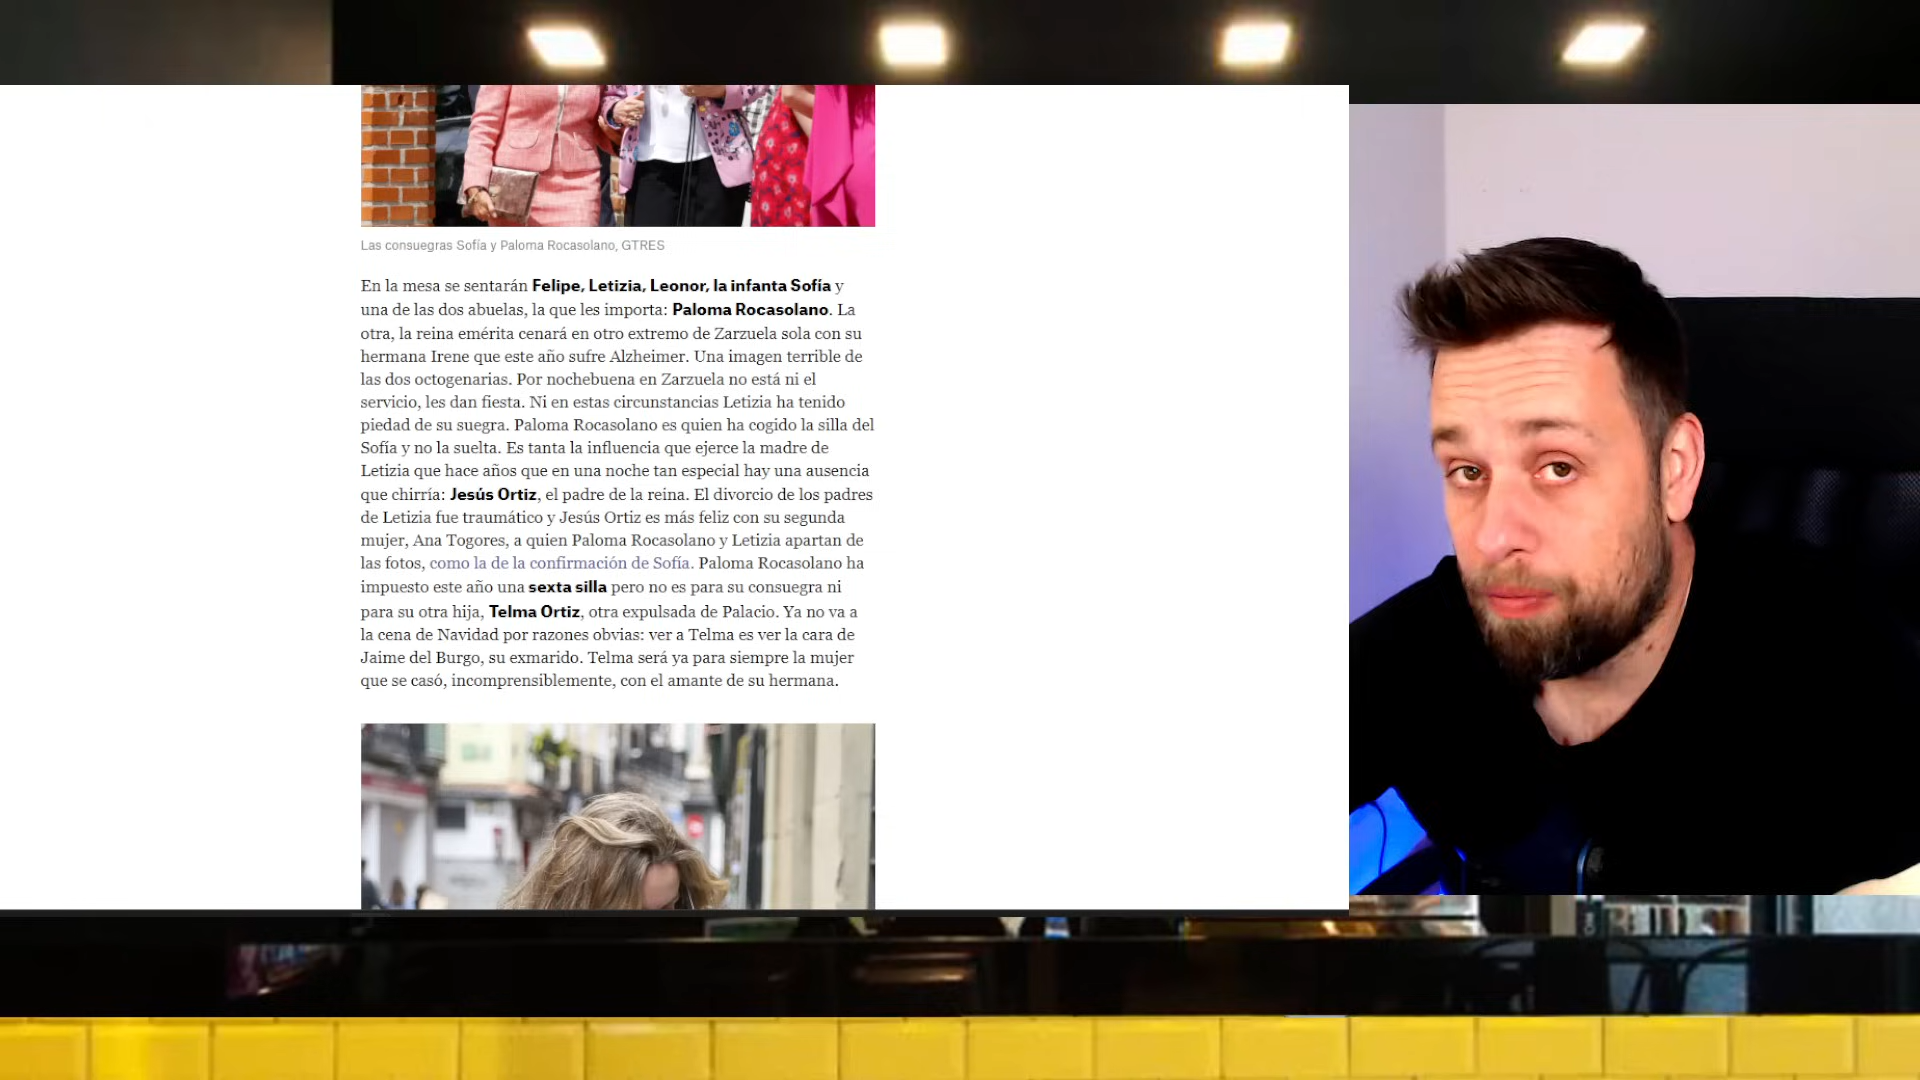 Las consuegras Sofía y Paloma Rocasolano, GTRES
En la mesa se sentarán Felipe, Letizia, Leonor, la infanta Sofía y
una de las dos abuelas, la que les importa: Paloma Rocasolano. La
otra, la reina emérita cenará en otro extremo de Zarzuela sola con su
hermana Irene que este año sufre Alzheimer. Una imagen terrible de
las dos octogenarias. Por nochebuena en Zarzuela no está ni el
servicio, les dan fiesta. Ni en estas circunstancias Letizia ha tenido
piedad de su suegra. Paloma Rocasolano es quien ha cogido la silla del
Sofía y no la suelta. Es tanta la influencia que ejerce la madre de
Letizia que hace años que en una noche tan especial hay una ausencia
que chirría: Jesús Ortiz, el padre de la reina. El divorcio de los padres
de Letizia fue traumático y Jesús Ortiz es más feliz con su segunda
mujer, Ana Togores, a quien Paloma Rocasolano y Letizia apartan de
las fotos, como la de la confirmación de Sofía. Paloma Rocasolano ha
impuesto este año una sexta silla pero no es para su consuegra ni
para su otra hija, Telma Ortiz, otra expulsada de Palacio. Ya no va a
la cena de Navidad por razones obvias: ver a Telma es ver la cara de
Jaime del Burgo, su exmarido. Telma será ya para siempre la mujer
que se casó, incomprensiblemente, con el amante de su hermana.